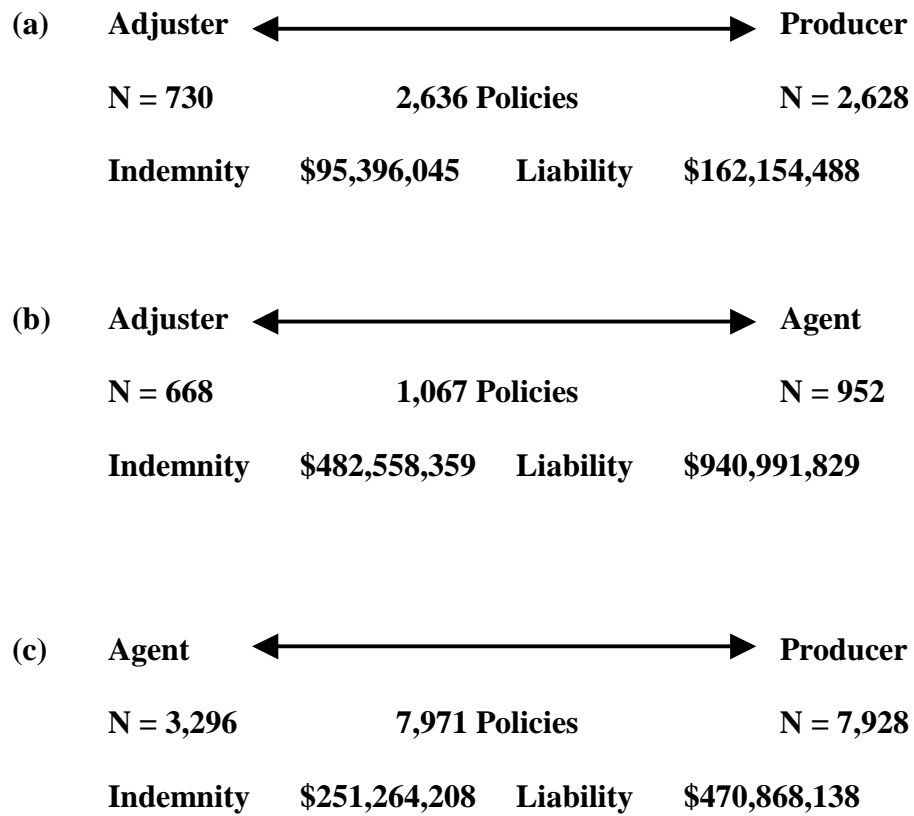 (a) Adjuster Producer
N = 730 2,636 Policies N = 2,628
Indemnity $95,396,045 Liability $162,154,488
(b) Adjuster Agent
N = 668 1,067 Policies N = 952
Indemnity $482,558,359 Liability $940,991,829
(c) Agent Producer
N = 3,296 7,971 Policies N = 7,928
Indemnity $251,264,208 Liability $470,868,138